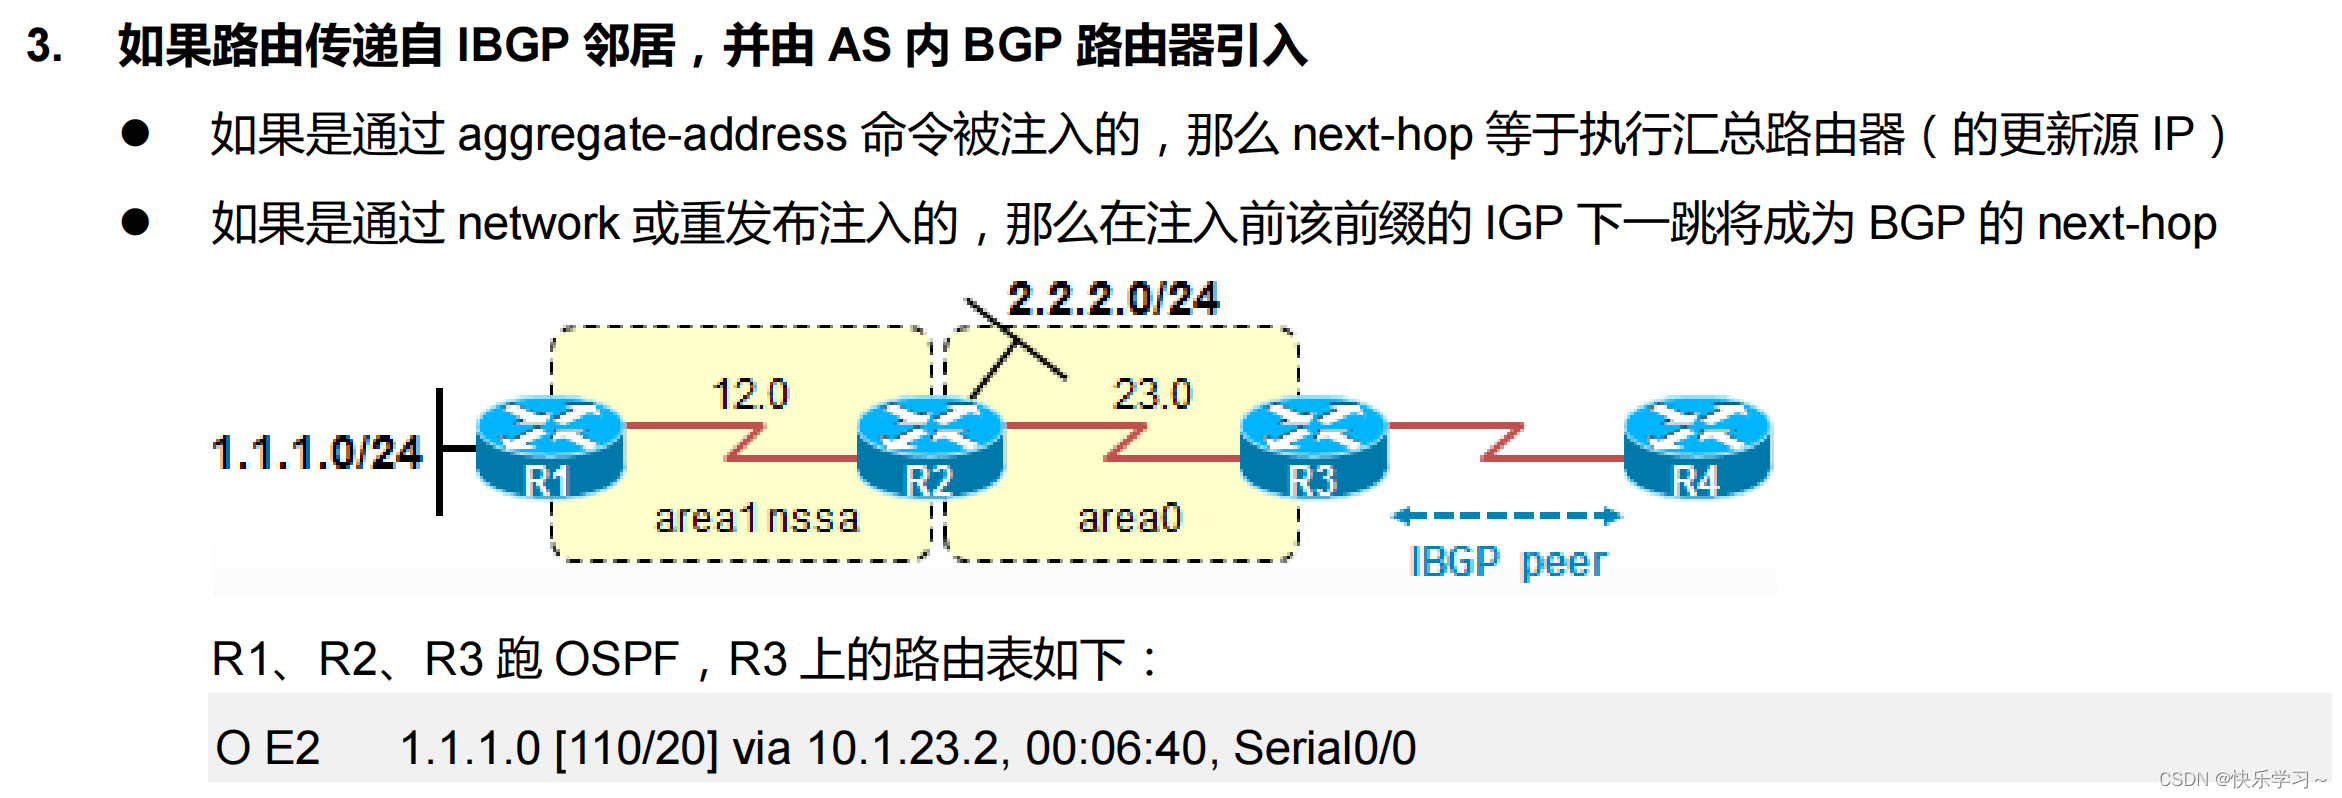 3. 如果路由传递自 IBGP 邻居，并由 AS 内 BGP 路由器引入
● 如果是通过 aggregate-address 命令被注入的，那么 next-hop 等于执行汇总路由器（的更新源 IP）
● 如果是通过 network 或重发布注入的，那么在注入前该前缀的 IGP 下一跳将成为 BGP 的 next-hop
2.2.2.0/24
12.0
23.0
1.1.1.0/24
R1
R2
R3
R4
area1 nssa
area0
IBGP peer
R1、R2、R3 跑 OSPF，R3 上的路由表如下：
O E2 1.1.1.0 [110/20] via 10.1.23.2, 00:06:40, Serial0/0
CSDN @快乐学习～